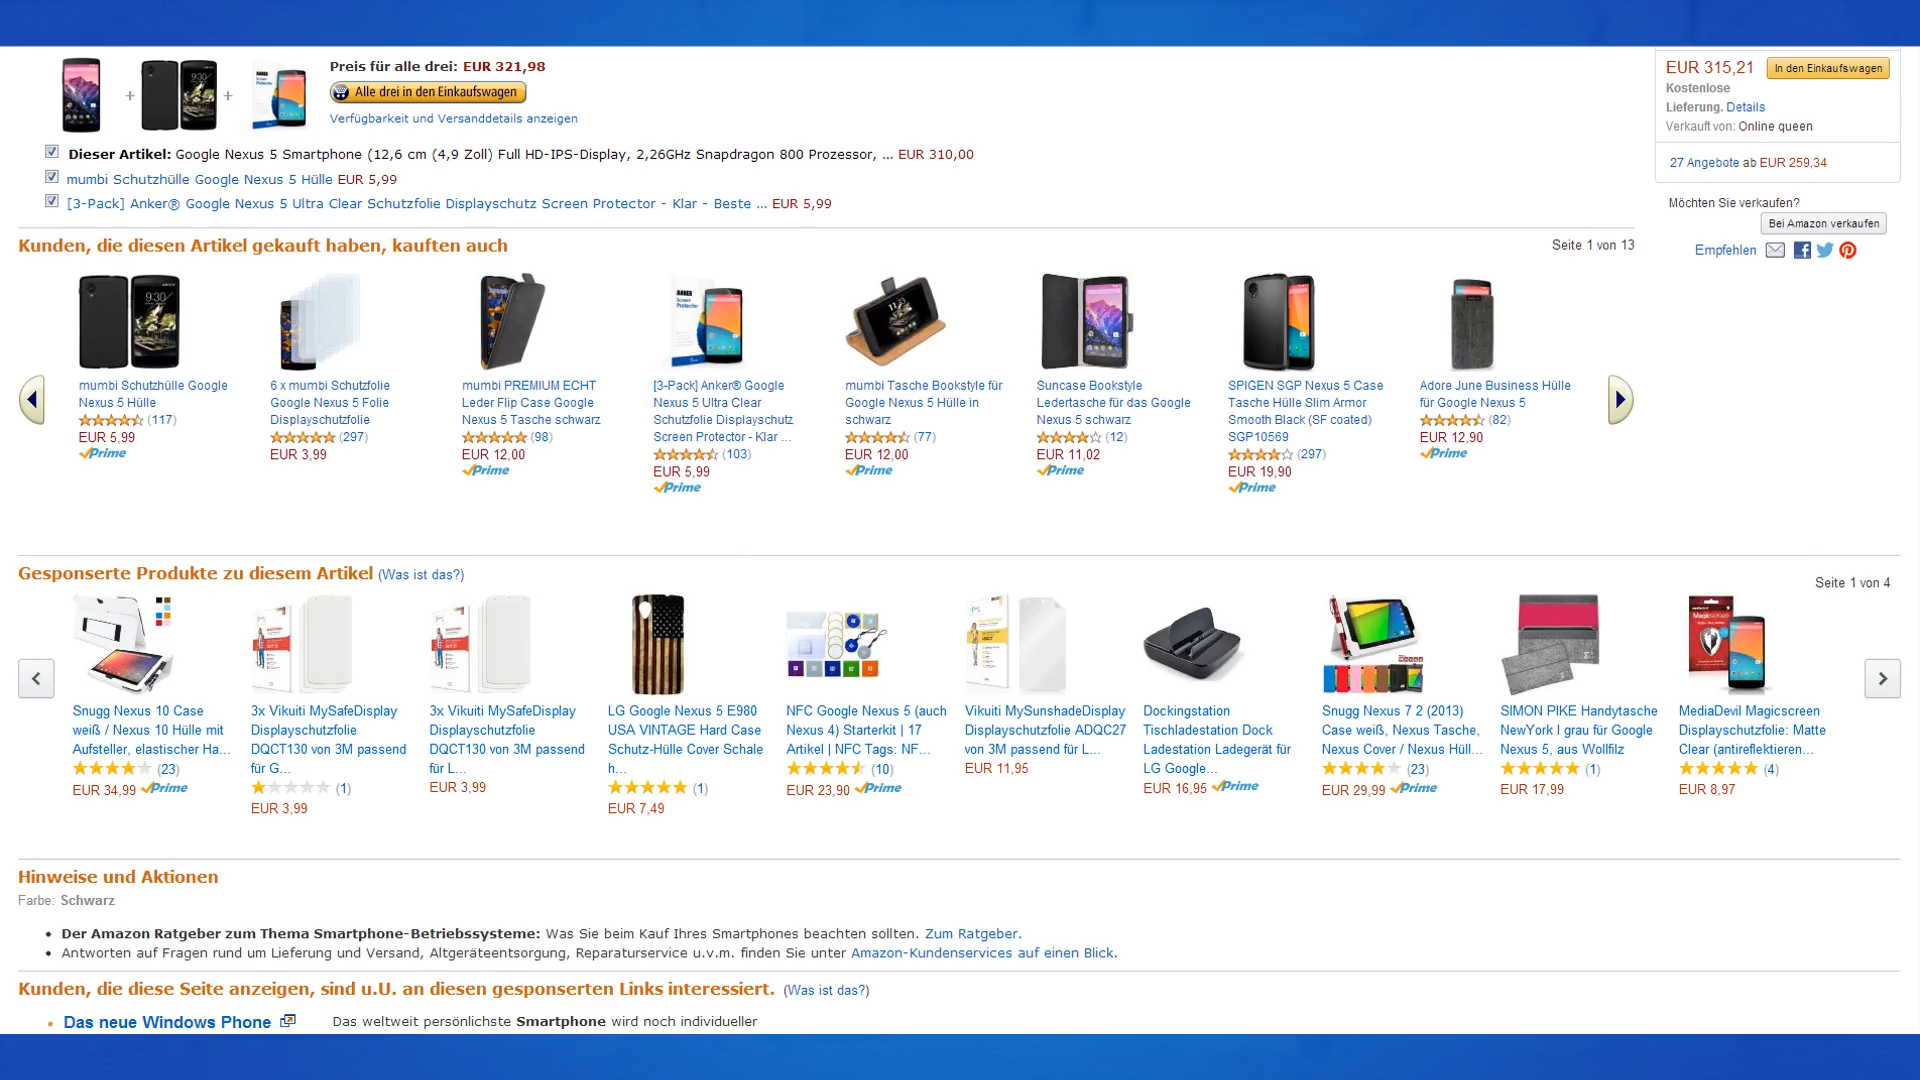 Preis für alle drei: EUR 321,98
Alle drei in den Einkaufswagen
Verfügbarkeit und Versanddetails anzeigen
Dieser Artikel: Google Nexus 5 Smartphone (12,6 cm (4,9 Zoll) Full HD-IPS-Display, 2,26GHz Snapdragon 800 Prozessor, ... EUR 310,00
mumbi Schutzhülle Google Nexus 5 Hülle EUR 5,99
[3-Pack] Anker® Google Nexus 5 Ultra Clear Schutzfolie Displayschutz Screen Protector - Klar - Beste ... EUR 5,99
EUR 315,21 In den Einkaufswagen
Kostenlose
Lieferung. Details
Verkauft von: Online queen
27 Angebote ab EUR 259,34
Möchten Sie verkaufen?
Bei Amazon verkaufen
Empfehlen
Kunden, die diesen Artikel gekauft haben, kauften auch
Seite 1 von 13
mumbi Schutzhülle Google
Nexus 5 Hülle
(117)
EUR 5,99
Prime
6 x mumbi Schutzfolie
Google Nexus 5 Folie
Displayschutzfolie
(297)
EUR 3,99
mumbi PREMIUM ECHT
Leder Flip Case Google
Nexus 5 Tasche schwarz
(98)
EUR 12,00
Prime
[3-Pack] Anker® Google
Nexus 5 Ultra Clear
Schutzfolie Displayschutz
Screen Protector - Klar ...
(103)
EUR 5,99
Prime
mumbi Tasche Bookstyle für
Google Nexus 5 Hülle in
schwarz
(77)
EUR 12,00
Prime
Suncase Bookstyle
Ledertasche für das Google
Nexus 5 schwarz
(12)
EUR 11,02
Prime
SPIGEN SGP Nexus 5 Case
Tasche Hülle Slim Armor
Smooth Black (SF coated)
SGP10569
(297)
EUR 19,90
Prime
Adore June Business Hülle
für Google Nexus 5
(82)
EUR 12,90
Prime
Gesponserte Produkte zu diesem Artikel (Was ist das?)
Seite 1 von 4
Snugg Nexus 10 Case
weiß / Nexus 10 Hülle mit
Aufsteller, elastischer Ha...
(23)
EUR 34,99 Prime
3x Vikuiti MySafeDisplay
Displayschutzfolie
DQCT130 von 3M passend
für G...
(1)
EUR 3,99
3x Vikuiti MySafeDisplay
Displayschutzfolie
DQCT130 von 3M passend
für L...
EUR 3,99
LG Google Nexus 5 E980
USA VINTAGE Hard Case
Schutz-Hülle Cover Schale
h...
(1)
EUR 7,49
NFC Google Nexus 5 (auch
Nexus 4) Starterkit | 17
Artikel | NFC Tags: NF...
(10)
EUR 23,90 Prime
Vikuiti MySunshadeDisplay
Displayschutzfolie ADQC27
von 3M passend für L...
EUR 11,95
Dockingstation
Tischladestation Dock
Ladestation Ladegerät für
LG Google...
EUR 16,95 Prime
Snugg Nexus 7 2 (2013)
Case weiß, Nexus Tasche,
Nexus Cover / Nexus Hüll...
(23)
EUR 29,99 Prime
SIMON PIKE Handytasche
NewYork I grau für Google
Nexus 5, aus Wollfilz
(1)
EUR 17,99
MediaDevil Magicscreen
Displayschutzfolie: Matte
Clear (antireflektieren...
(4)
EUR 8,97
Hinweise und Aktionen
Farbe: Schwarz
Der Amazon Ratgeber zum Thema Smartphone-Betriebssysteme: Was Sie beim Kauf Ihres Smartphones beachten sollten. Zum Ratgeber.
Antworten auf Fragen rund um Lieferung und Versand, Altgeräteentsorgung, Reparaturservice u.v.m. finden Sie unter Amazon-Kundenservices auf einen Blick.
Kunden, die diese Seite anzeigen, sind u.U. an diesen gesponserten Links interessiert. (Was ist das?)
Das neue Windows Phone Das weltweit persönlichste Smartphone wird noch individueller